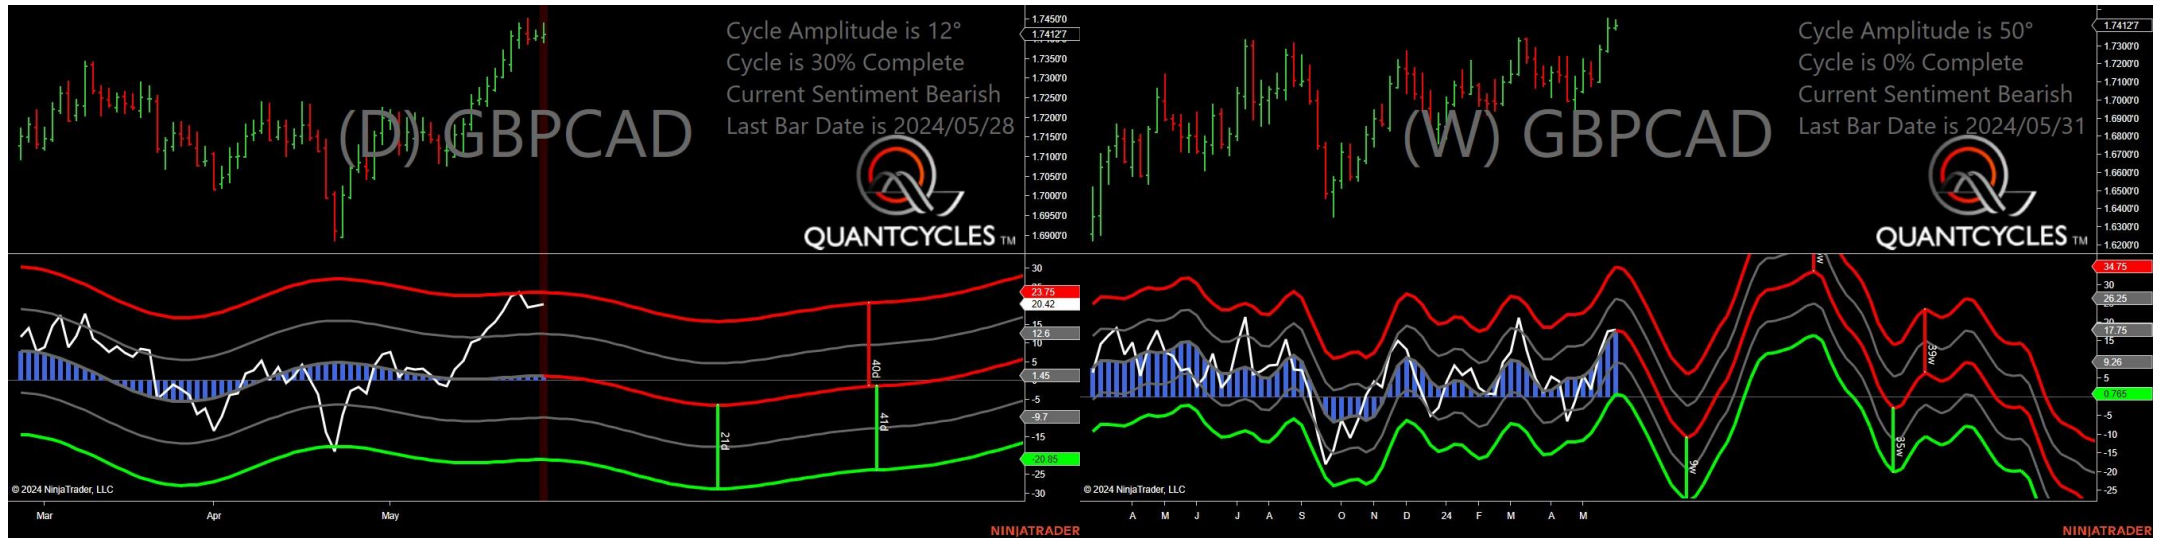 Cycle Amplitude is 12°
Cycle is 30% Complete
Current Sentiment Bearish
Last Bar Date is 2024/05/28
(D) GBPCAD
QUANTCYCLES TM
1.7450'0
1.7412'7
1.7350'0
1.7300'0
1.7250'0
1.7200'0
1.7150'0
1.7100'0
1.7050'0
1.7000'0
1.6950'0
1.6900'0
30
23.75
20.42
15
12.6
10
5
1.45
-5
-9.7
-15
-20.85
-25
-30
21d
40d
41d
© 2024 NinjaTrader, LLC
Mar
Apr
May
NINJATRADER
Cycle Amplitude is 50°
Cycle is 0% Complete
Current Sentiment Bearish
Last Bar Date is 2024/05/31
(W) GBPCAD
QUANTCYCLES TM
1.7412'7
1.7300'0
1.7200'0
1.7100'0
1.7000'0
1.6900'0
1.6800'0
1.6700'0
1.6600'0
1.6500'0
1.6400'0
1.6300'0
1.6200'0
34.75
30
26.25
20
17.75
15
9.26
5
0.765
-5
-10
-15
-20
-25
9w
w
39w
35w
© 2024 NinjaTrader, LLC
A
M
J
J
A
S
O
N
D
24
F
M
A
M
NINJATRADER